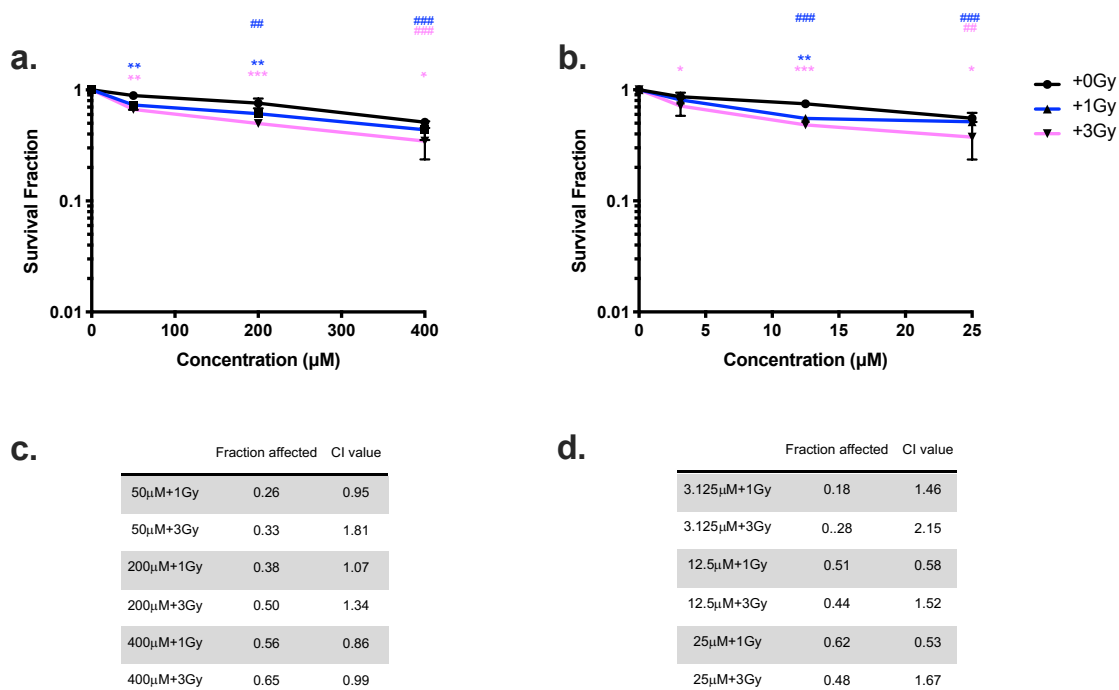 ## ###
###
a. ** ** *
** ***
1
0.1
0.01
Survival Fraction
0 100 200 300 400
Concentration (µM)
### ###
##
b. **
* *** *
1
0.1
0.01
Survival Fraction
0 5 10 15 20 25
Concentration (µM)
+0Gy
+1Gy
+3Gy
c.
Fraction affected CI value
50µM+1Gy 0.26 0.95
50µM+3Gy 0.33 1.81
200µM+1Gy 0.38 1.07
200µM+3Gy 0.50 1.34
400µM+1Gy 0.56 0.86
400µM+3Gy 0.65 0.99
d.
Fraction affected CI value
3.125µM+1Gy 0.18 1.46
3.125µM+3Gy 0..28 2.15
12.5µM+1Gy 0.51 0.58
12.5µM+3Gy 0.44 1.52
25µM+1Gy 0.62 0.53
25µM+3Gy 0.48 1.67